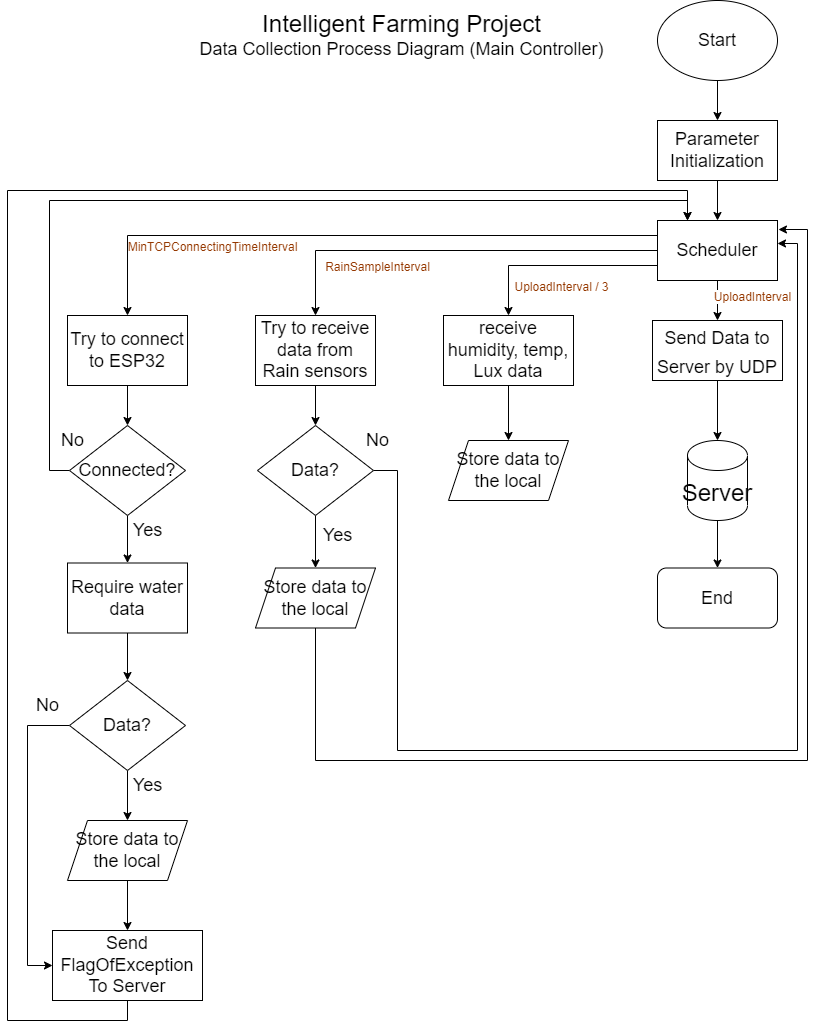 Intelligent Farming Project
Data Collection Process Diagram (Main Controller)
Start
Parameter
Initialization
Scheduler
MinTCPConnectingTimeInterval
RainSampleInterval
UploadInterval / 3
UploadInterval
Try to connect
to ESP32
Try to receive
data from
Rain sensors
receive
humidity, temp,
Lux data
Send Data to
Server by UDP
No
Connected?
Yes
No
Data?
Yes
Store data to
the local
Server
Require water
data
Store data to
the local
End
No
Data?
Yes
Store data to
the local
Send
FlagOfException
To Server